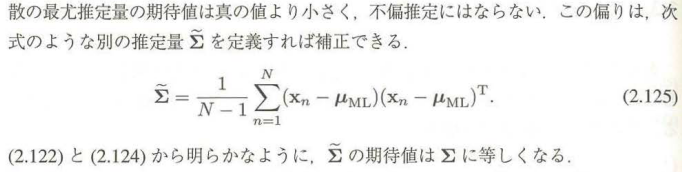 散の最尤推定量の期待値は真の値より小さく，不偏推定にはならない．この偏りは，次
式のような別の推定量 Σ̃ を定義すれば補正できる．
Σ̃ = \frac{1}{N − 1} \sum_{n=1}^{N} (x_n − μ_ML)(x_n − μ_ML)^T. (2.125)
(2.122) と (2.124) から明らかなように，Σ̃ の期待値は Σ に等しくなる．